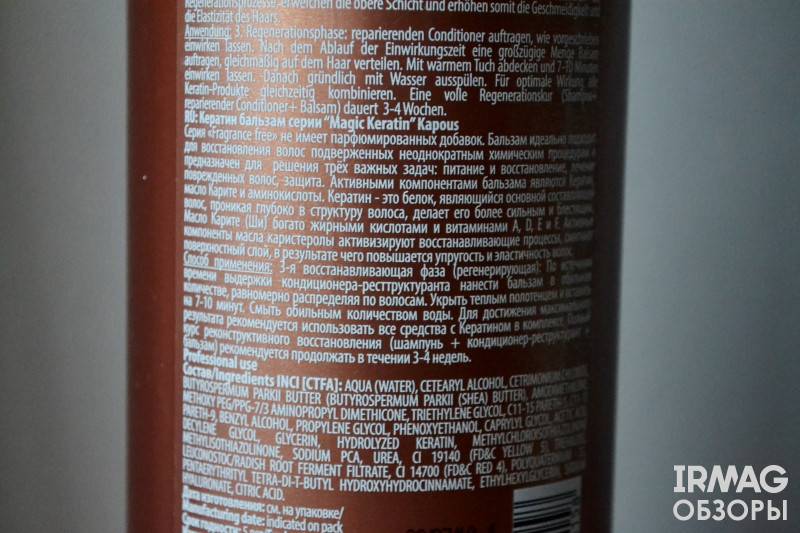 Regenerationsprozesse, erweichen die obere Schicht und erhöhen somit die Geschmeidigkeit und
die Elastizität des Haars.
Anwendung: 3. Regenerationsphase: reparierenden Conditioner auftragen, wie vorgeschrieben
einwirken lassen. Nach dem Ablauf der Einwirkungszeit eine großzügige Menge Balsam
auftragen, gleichmäßig auf dem Haar verteilen. Mit warmem Tuch abdecken und 7-10 Minuten
einwirken lassen. Danach gründlich mit Wasser ausspülen. Für optimale Wirkung alle
Keratin-Produkte gleichzeitig kombinieren. Eine volle Regenerationskur (Shampoo+
reparierender Conditioner+ Balsam) dauert 3-4 Wochen.
RU: Кератин бальзам серии "Magic Keratin" Kapous
Серия «Fragrance free» не имеет парфюмированных добавок. Бальзам идеально подходит
для восстановления волос подверженных неоднократным химическим процедурам и
предназначен для решения трёх важных задач: питание и восстановление, лечение
поврежденных волос, защита. Активными компонентами бальзама являются Кератин,
масло Карите и аминокислоты. Кератин - это белок, являющийся основной составляющей
волос, проникая глубоко в структуру волоса, делает его более сильным и блестящим.
Масло Карите (Ши) богато жирными кислотами и витаминами A, D, E и F. Активные
компоненты масла каристеролы активизируют восстановительные процессы,
поверхностный слой, в результате чего повышается упругость и эластичность волос.
Способ применения: 3-я восстанавливающая фаза (регенерирующая): По истечении
времени выдержки кондиционера-реструктуранта нанести бальзам в обильном
количестве, равномерно распределяя по волосам. Укрыть теплым полотенцем и оставить
на 7-10 минут. Смыть обильным количеством воды. Для достижения максимального
результата рекомендуется использовать все средства с Кератином в комплексе. Полный
курс реконструктивного восстановления (шампунь + кондиционер-реструктурант +
бальзам) рекомендуется продолжать в течении 3-4 недель.
Professional use
Состав/Ingredients INCI [CTFA]: AQUA (WATER), CETEARYL ALCOHOL, CETRIMONIUM CHLORIDE,
BUTYROSPERMUM PARKII BUTTER (BUTYROSPERMUM PARKII (SHEA) BUTTER),
METHOXY PEG/PPG-7/3 AMINOPROPYL DIMETHICONE, TRIETHYLENE GLYCOL, C11-15
PARETH-9, BENZYL ALCOHOL, PROPYLENE GLYCOL, PHENOXYETHANOL, CAPRYLYL GLYCOL, ACETIC ACID,
DECYLENE GLYCOL, GLYCERIN, HYDROLYZED KERATIN, METHYLCHLOROISOTHIAZOLINONE,
METHYLISOTHIAZOLINONE, SODIUM PCA, UREA, CI 19140 (FD&C YELLOW 5),
LEUCONOSTOC/RADISH ROOT FERMENT FILTRATE, CI 14700 (FD&C RED 4),
PENTAERYTHRITYL TETRA-DI-T-BUTYL HYDROXYHYDROCINNAMATE, ETHYLHEXYLGLYCERIN, SODIUM
HYALURONATE, CITRIC ACID.
Дата изготовления: см. на упаковке/
Manufacturing date: indicated on pack
Срок годности: 5
IRMAG
ОБЗОРЫ